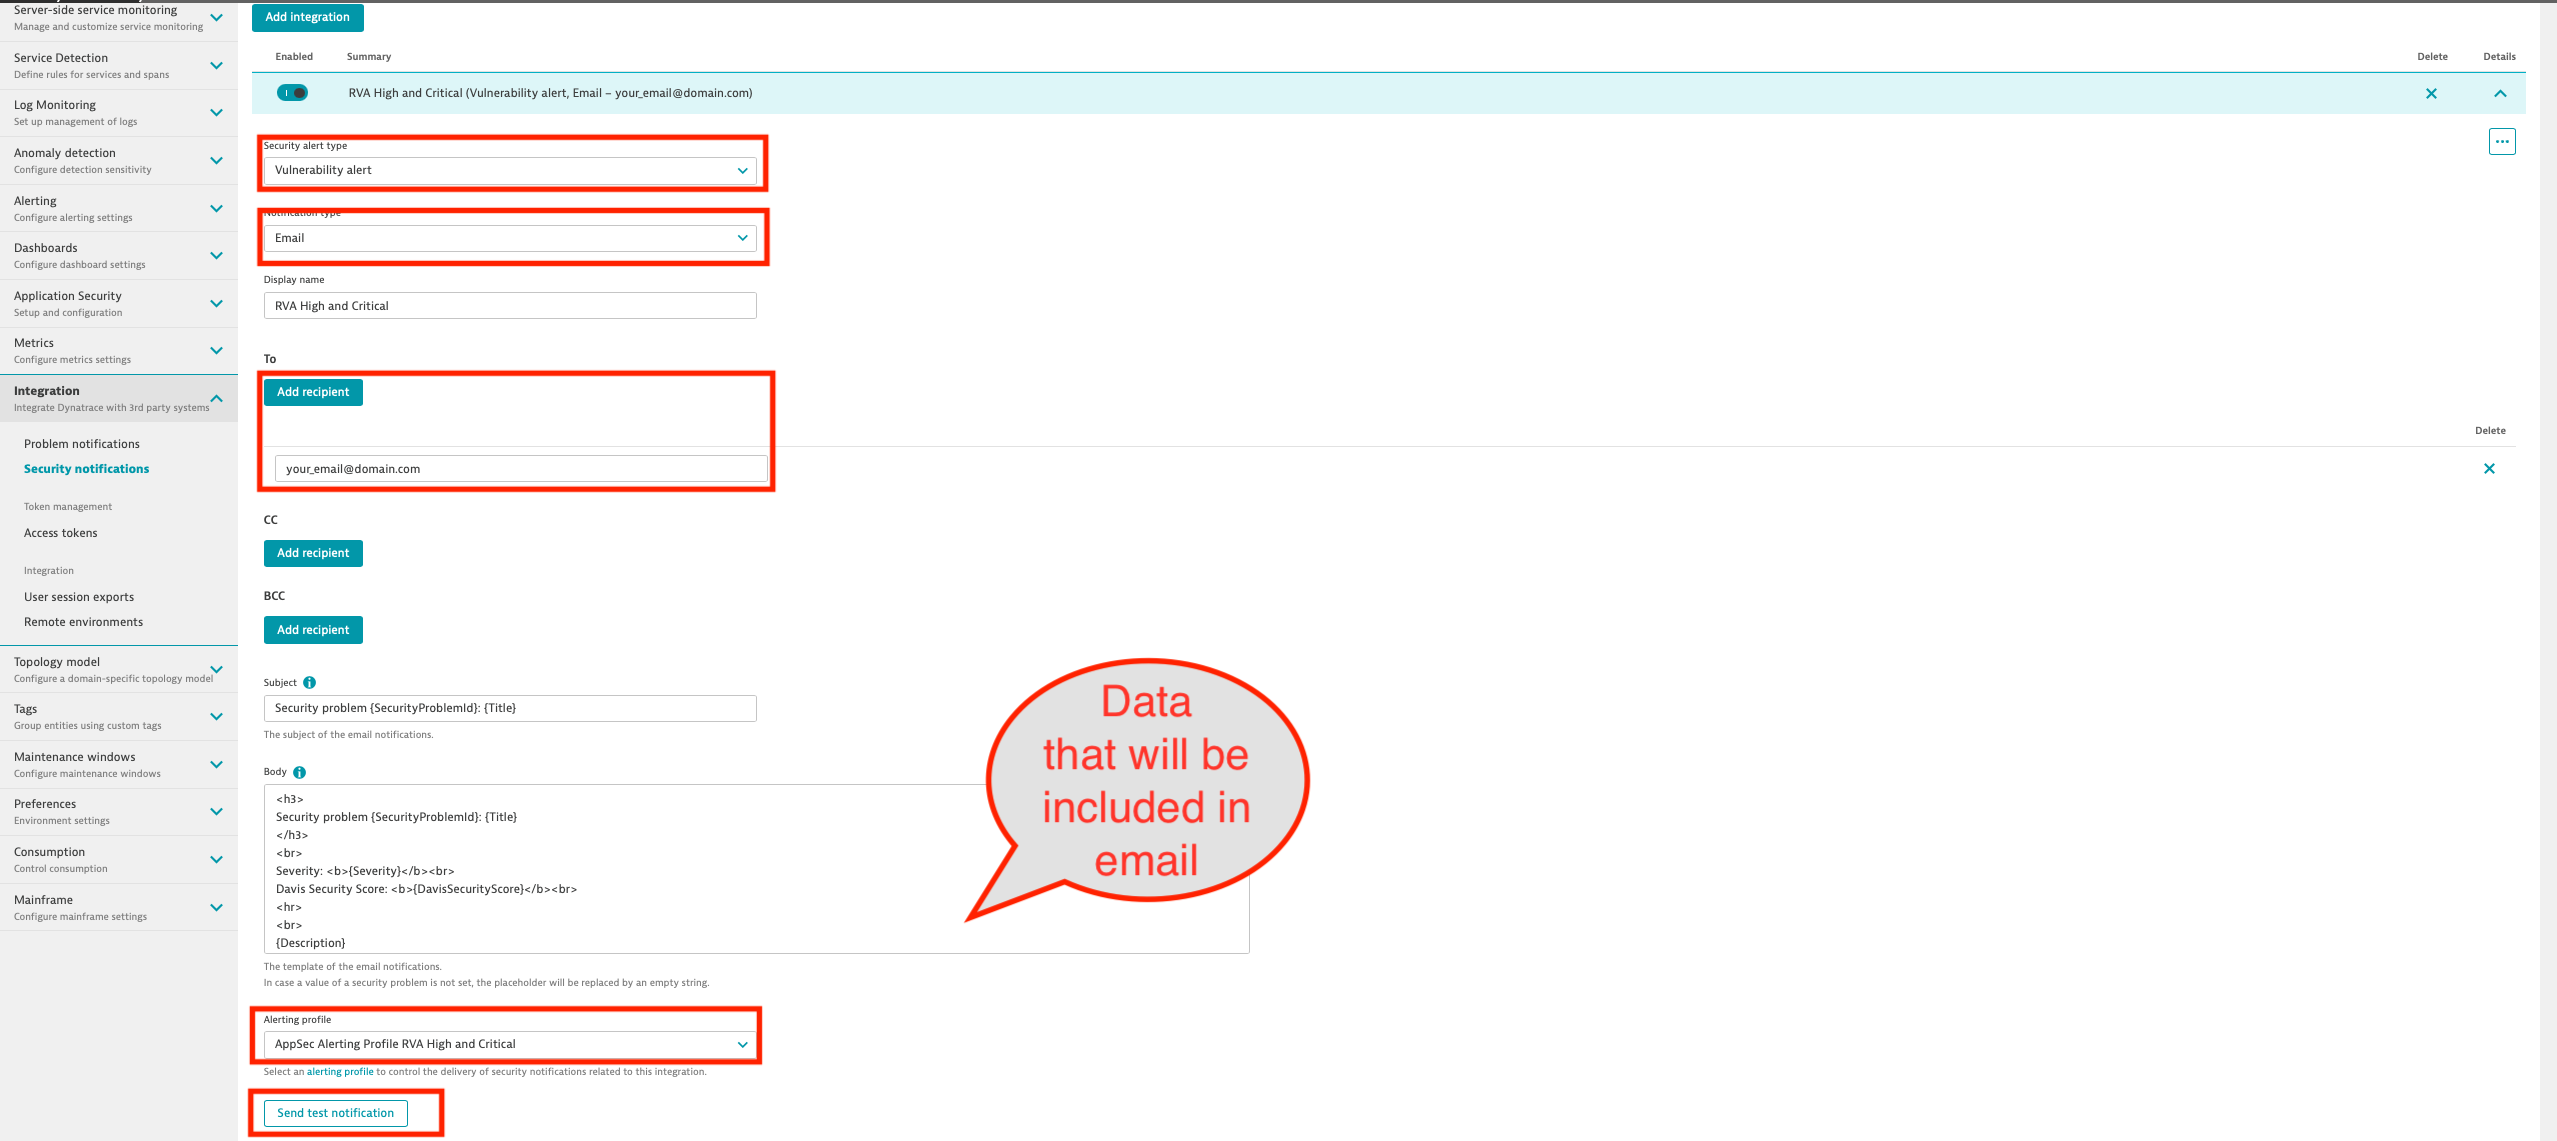 Server-side service monitoring
Manage and customize service monitoring
Service Detection
Define rules for services and spans
Log Monitoring
Set up management of logs
Anomaly detection
Configure detection sensitivity
Alerting
Configure alerting settings
Dashboards
Configure dashboard settings
Application Security
Setup and configuration
Metrics
Configure metrics settings
Integration
Integrate Dynatrace with 3rd party systems
Problem notifications
Security notifications
Token management
Access tokens
Integration
User session exports
Remote environments
Topology model
Configure a domain-specific topology model
Tags
Group entities using custom tags
Maintenance windows
Configure maintenance windows
Preferences
Environment settings
Consumption
Control consumption
Mainframe
Configure mainframe settings
Add integration
Enabled Summary Delete Details
RVA High and Critical (Vulnerability alert, Email – your_email@domain.com)
Security alert type
Vulnerability alert
Notification type
Email
Display name
RVA High and Critical
To
Add recipient
Delete
your_email@domain.com
CC
Add recipient
BCC
Add recipient
Subject
Security problem {SecurityProblemId}: {Title}
The subject of the email notifications.
Body
<h3>
Security problem {SecurityProblemId}: {Title}
</h3>
<br>
Severity: <b>{Severity}</b><br>
Davis Security Score: <b>{DavisSecurityScore}</b><br>
<hr>
<br>
{Description}
The template of the email notifications.
In case a value of a security problem is not set, the placeholder will be replaced by an empty string.
Data
that will be
included in
email
Alerting profile
AppSec Alerting Profile RVA High and Critical
Select an alerting profile to control the delivery of security notifications related to this integration.
Send test notification